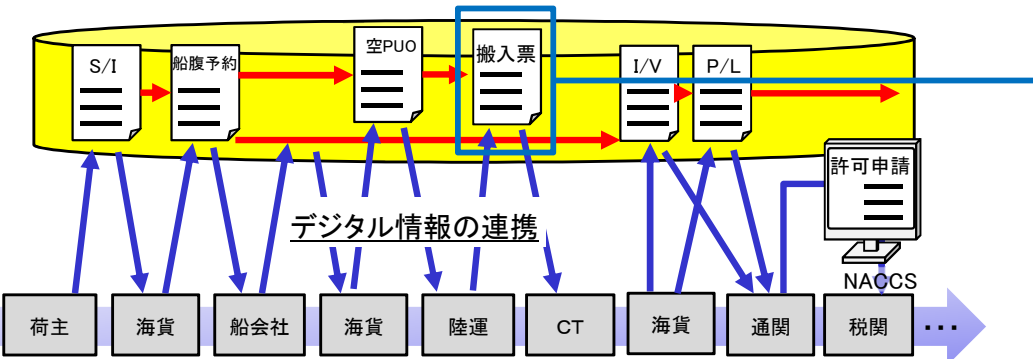 S/I
船腹予約
空PUO
搬入票
I/V
P/L
許可申請
デジタル情報の連携
NACCS
荷主
海貨
船会社
海貨
陸運
CT
海貨
通関
税関
…